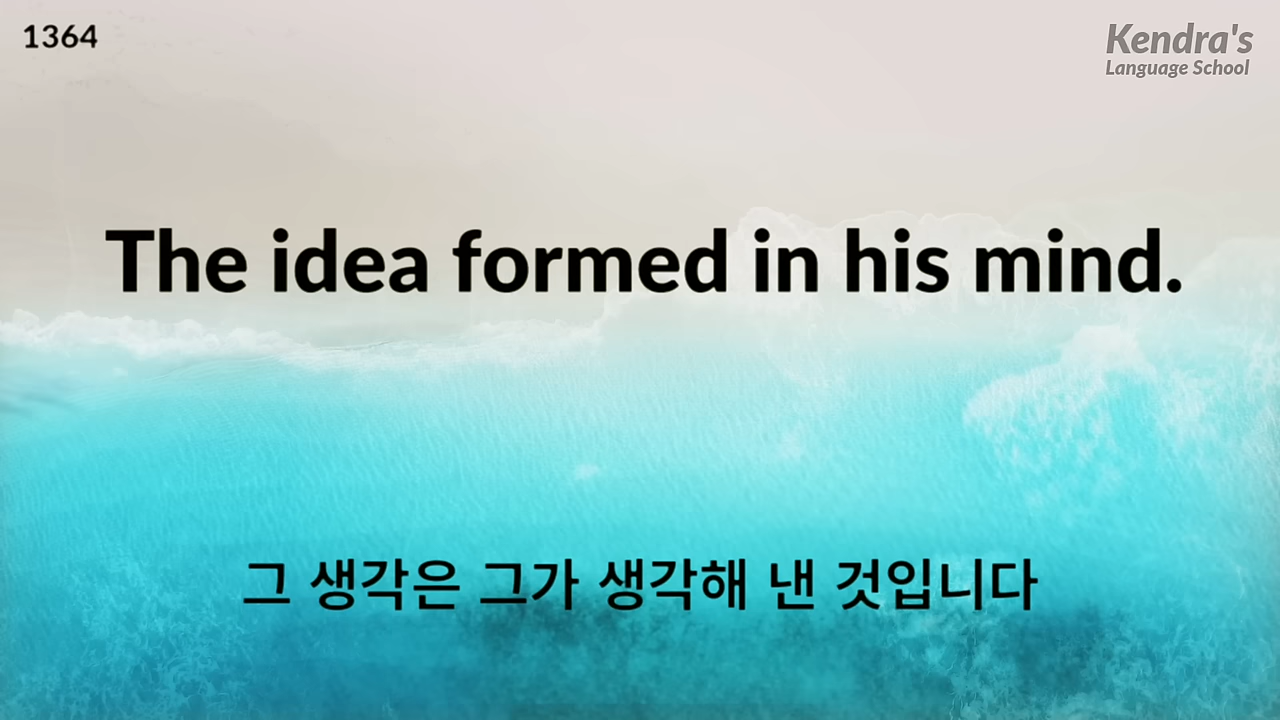 1364
Kendra's
Language School
The idea formed in his mind.
그 생각은 그가 생각해 낸 것입니다